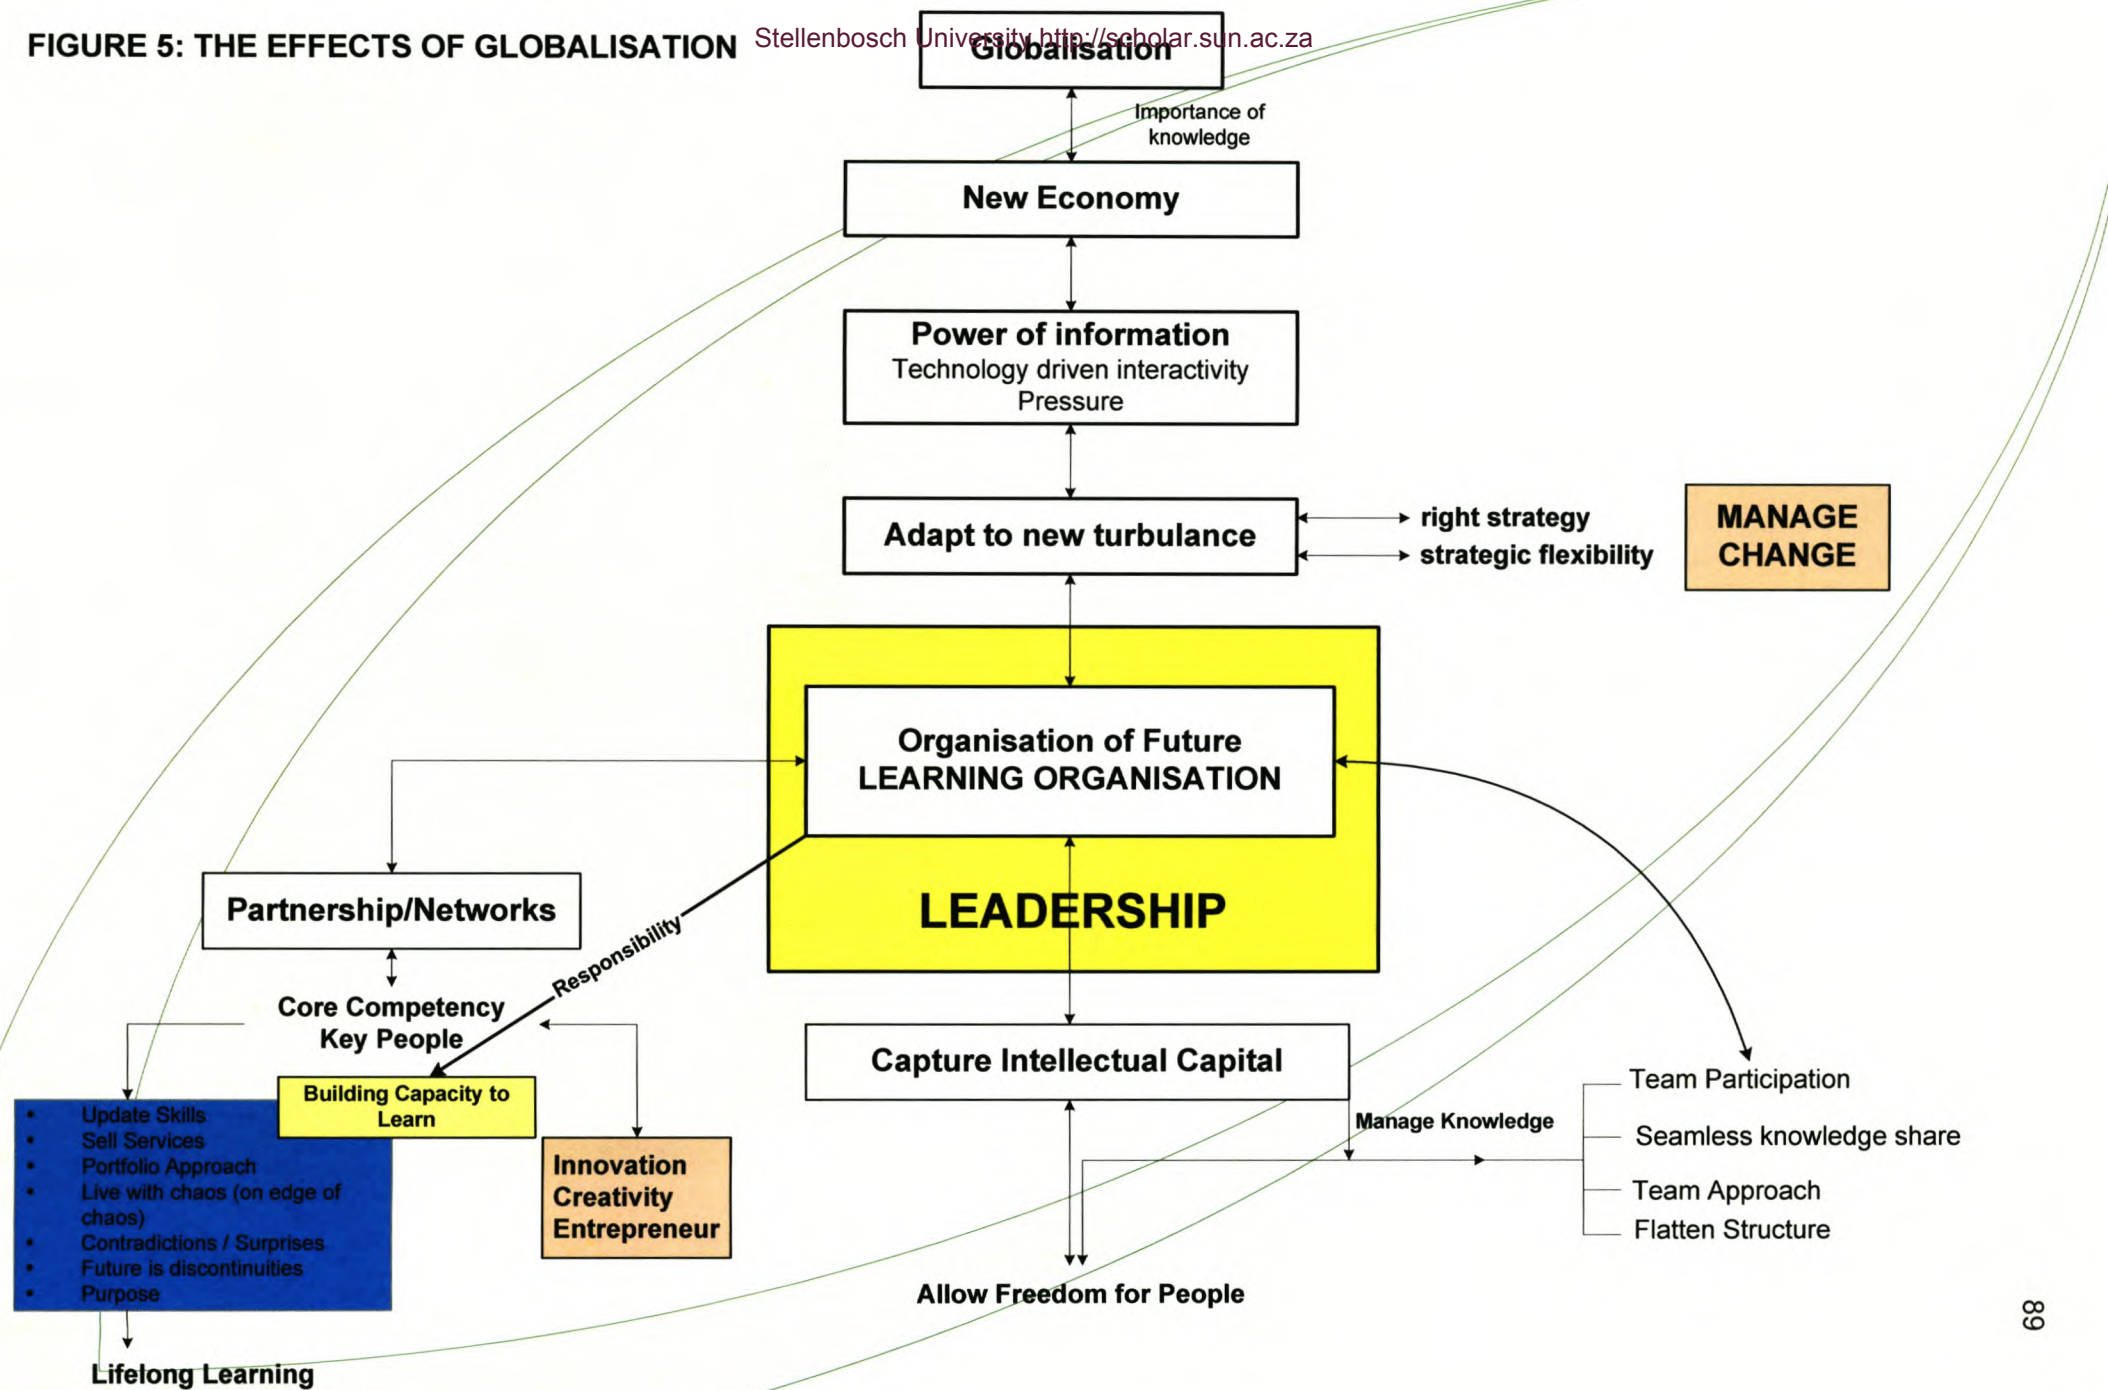 FIGURE 5: THE EFFECTS OF GLOBALISATION
Stellenbosch University http://scholar.sun.ac.za
Globalisation
Importance of
knowledge
New Economy
Power of information
Technology driven interactivity
Pressure
Adapt to new turbulance
right strategy
strategic flexibility
MANAGE
CHANGE
Organisation of Future
LEARNING ORGANISATION
LEADERSHIP
Partnership/Networks
Responsibility
Core Competency
Key People
Building Capacity to
Learn
• Update Skills
• Sell Services
• Portfolio Approach
• Live with chaos (on edge of
chaos)
• Contradictions / Surprises
• Future is discontinuities
• Purpose
Innovation
Creativity
Entrepreneur
Capture Intellectual Capital
Manage Knowledge
Team Participation
Seamless knowledge share
Team Approach
Flatten Structure
Allow Freedom for People
Lifelong Learning
89